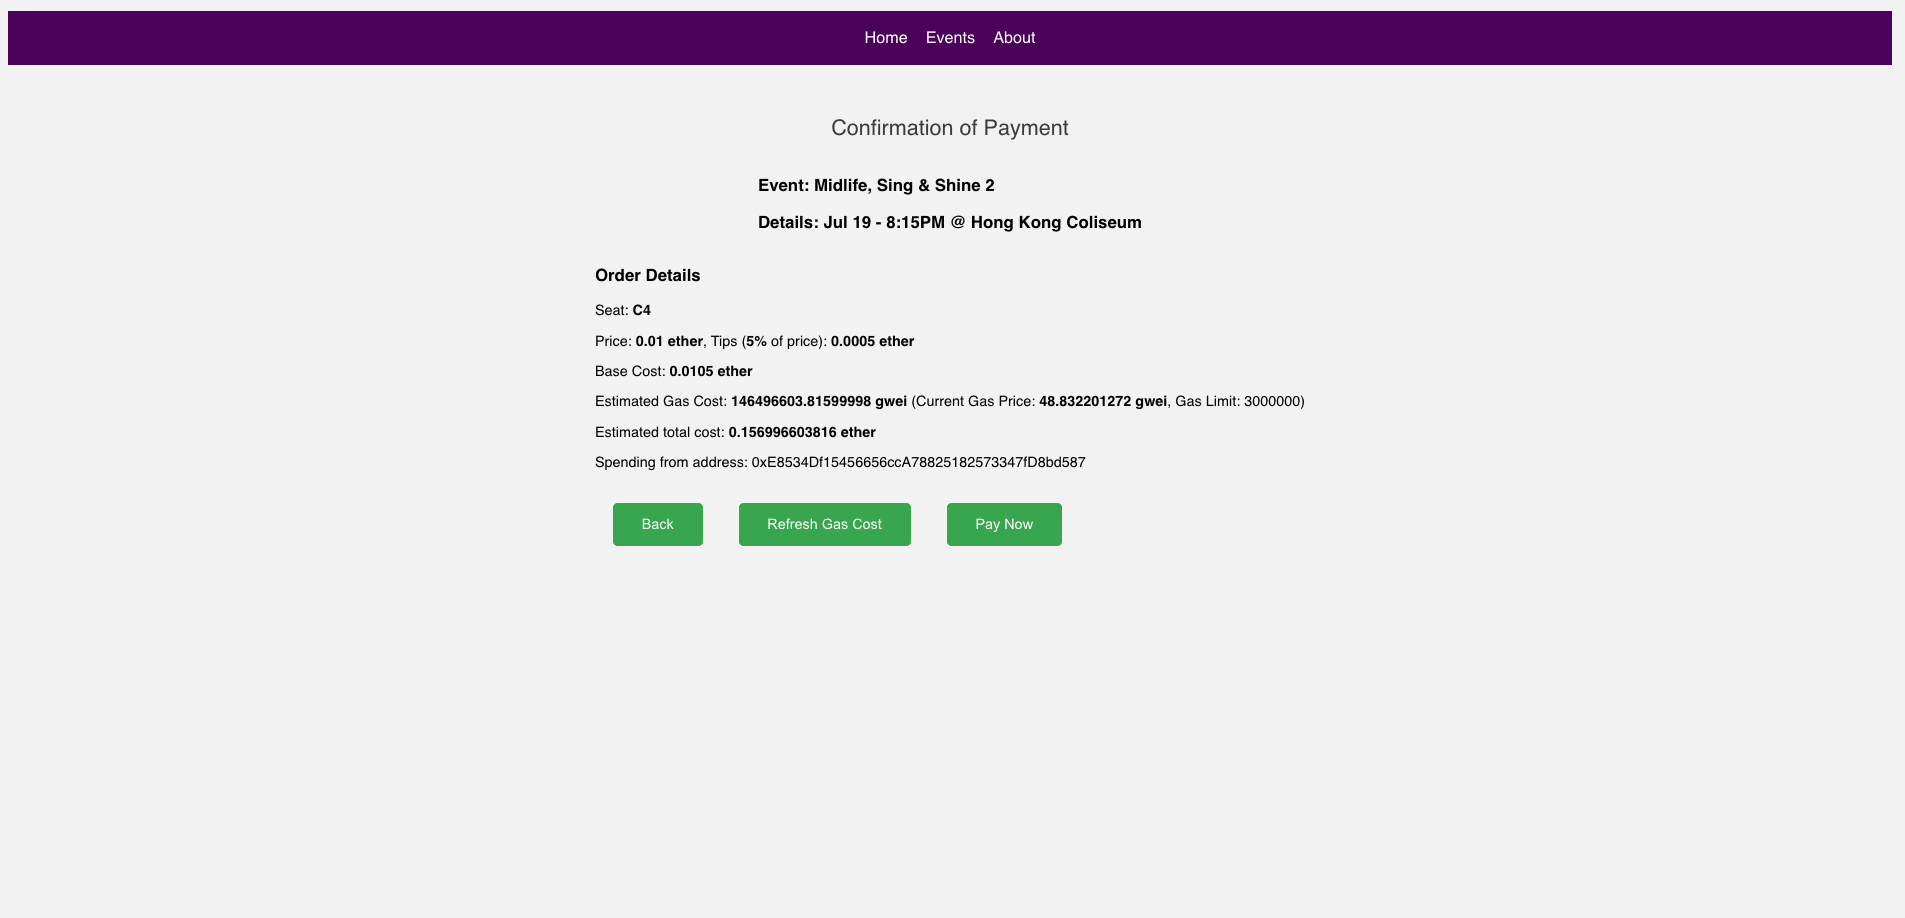 Home Events About
Confirmation of Payment
Event: Midlife, Sing & Shine 2
Details: Jul 19 - 8:15PM @ Hong Kong Coliseum
Order Details
Seat: C4
Price: 0.01 ether, Tips (5% of price): 0.0005 ether
Base Cost: 0.0105 ether
Estimated Gas Cost: 146496603.81599998 gwei (Current Gas Price: 48.832201272 gwei, Gas Limit: 3000000)
Estimated total cost: 0.156996603816 ether
Spending from address: 0xE8534Df15456656ccA78825182573347fD8bd587
Back Refresh Gas Cost Pay Now